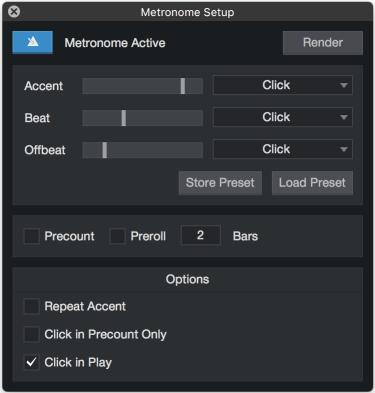 Metronome Setup
Metronome Active Render
Accent Click
Beat Click
Offbeat Click
Store Preset Load Preset
Precount Preroll 2 Bars
Options
Repeat Accent
Click in Precount Only
Click in Play